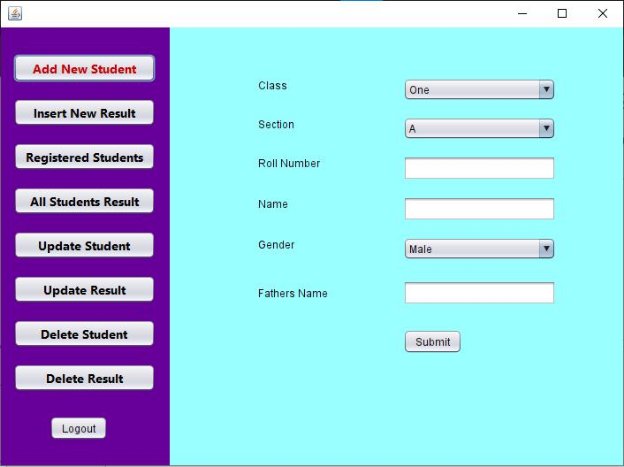 Add New Student
Insert New Result
Registered Students
All Students Result
Update Student
Update Result
Delete Student
Delete Result
Logout
Class
One
Section
A
Roll Number
Name
Gender
Male
Fathers Name
Submit